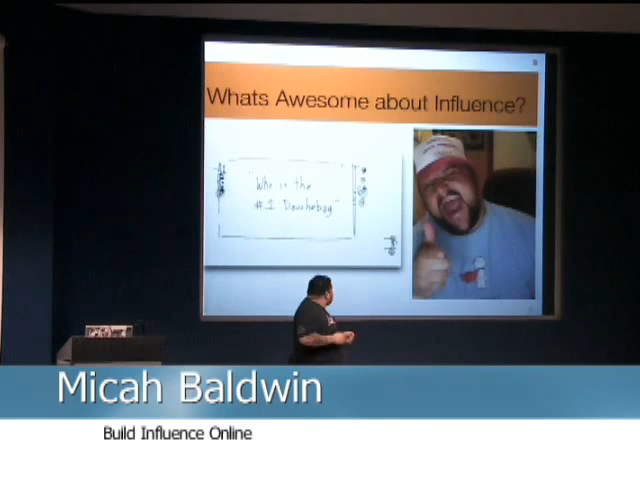 Whats Awesome about Influence?
"Who is the
#1 Douchebag"
Micah Baldwin
Build Influence Online